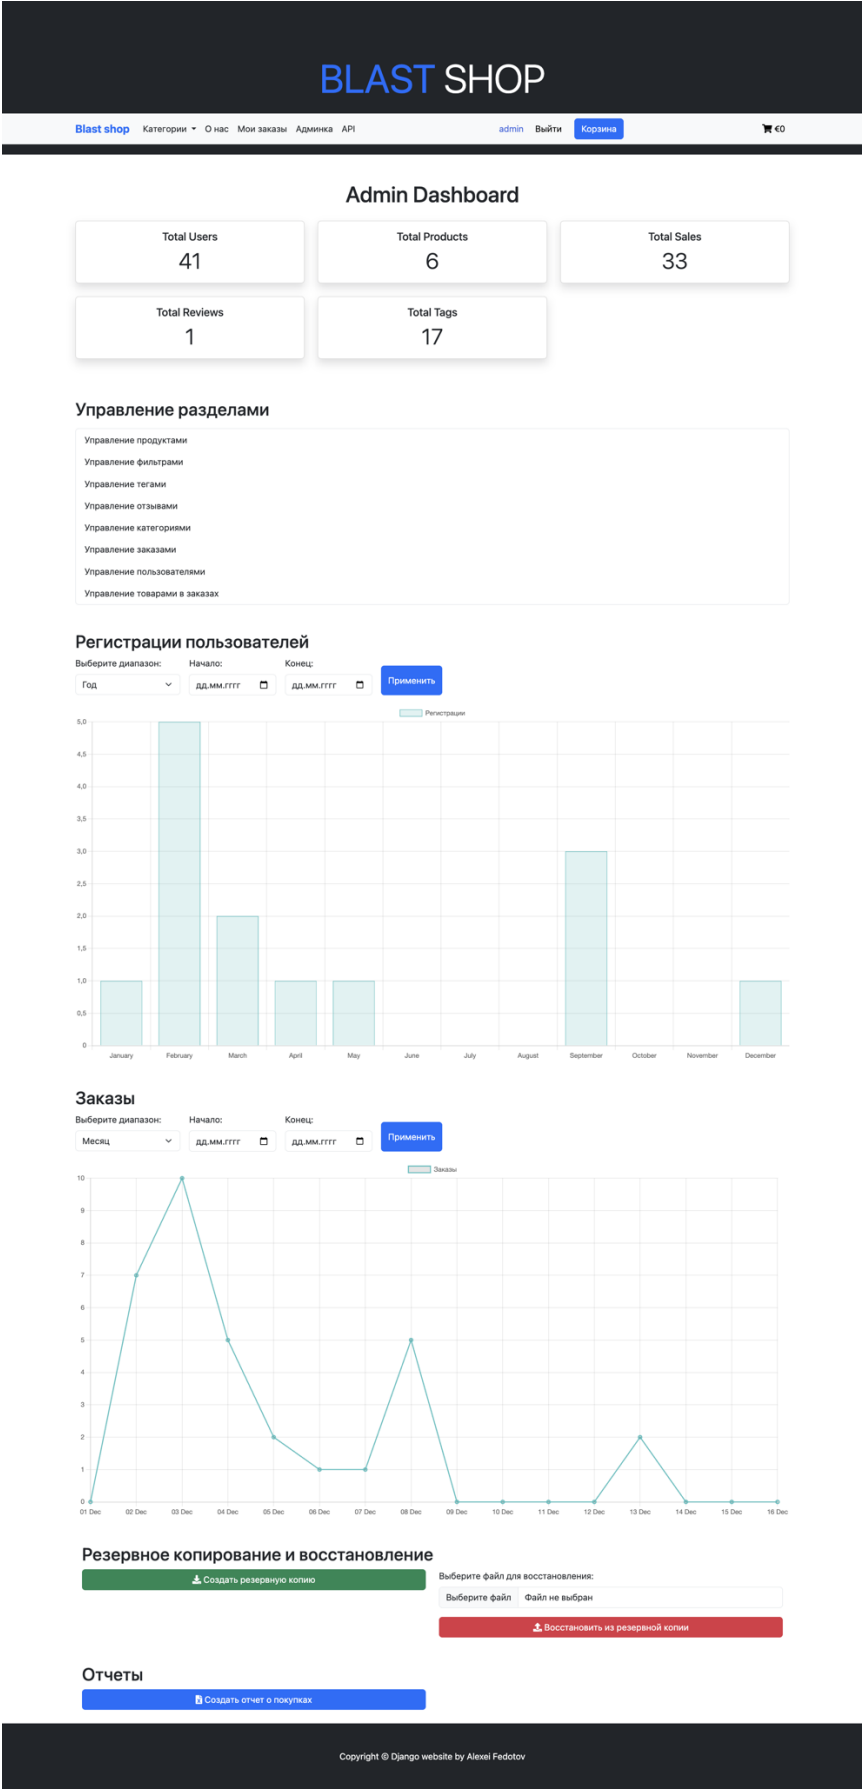 BLAST SHOP
Blast shop Категории О нас Мои заказы Админка API admin Выйти Корзина €0
Admin Dashboard
Total Users Total Products Total Sales
41 6 33
Total Reviews Total Tags
1 17
Управление разделами
Управление продуктами
Управление фильтрами
Управление тегами
Управление отзывами
Управление категориями
Управление заказами
Управление пользователями
Управление товарами в заказах
Регистрации пользователей
Выберите диапазон: Начало: Конец:
Год дд.мм.гггг дд.мм.гггг Применить
Регистрации
5,0
4,5
4,0
3,5
3,0
2,5
2,0
1,5
1,0
0,5
0
January February March April May June July August September October November December
Заказы
Выберите диапазон: Начало: Конец:
Месяц дд.мм.гггг дд.мм.гггг Применить
Заказы
10
9
8
7
6
5
4
3
2
1
0
01 Dec 02 Dec 03 Dec 04 Dec 05 Dec 06 Dec 07 Dec 08 Dec 09 Dec 10 Dec 11 Dec 12 Dec 13 Dec 14 Dec 15 Dec 16 Dec
Резервное копирование и восстановление
Создать резервную копию
Выберите файл для восстановления:
Выберите файл Файл не выбран
Восстановить из резервной копии
Отчеты
Создать отчет о покупках
Copyright © Django website by Alexei Fedotov